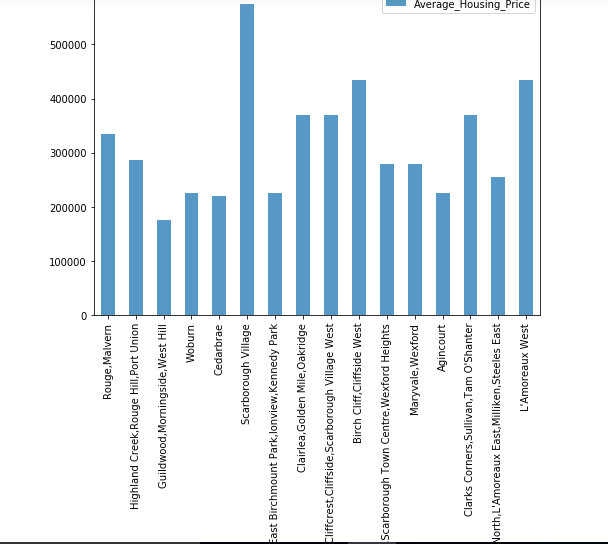 Average_Housing_Price
500000
400000
300000
200000
100000
0
Rouge,Malvern
Highland Creek,Rouge Hill,Port Union
Guildwood,Morningside,West Hill
Woburn
Cedarbrae
Scarborough Village
East Birchmount Park,Ionview,Kennedy Park
Clairlea,Golden Mile,Oakridge
Cliffcrest,Cliffside,Scarborough Village West
Birch Cliff,Cliffside West
Scarborough Town Centre,Wexford Heights
Maryvale,Wexford
Agincourt
Clarks Corners,Sullivan,Tam O'Shanter
North,L'Amoreaux East,Milliken,Steeles East
L'Amoreaux West